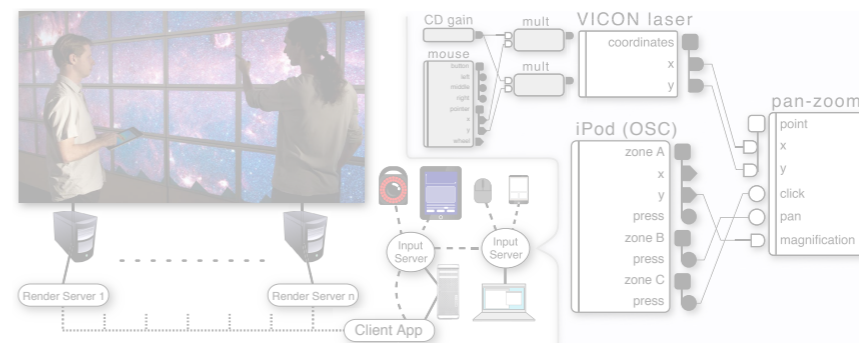 CD gain
mult
VICON laser
coordinates
x
y
mouse
button
left
middle
right
pointer
x
y
wheel
mult
pan-zoom
point
x
y
click
pan
magnification
iPod (OSC)
zone A
x
y
press
zone B
press
zone C
press
Input
Server
Input
Server
Render Server 1
Render Server n
Client App